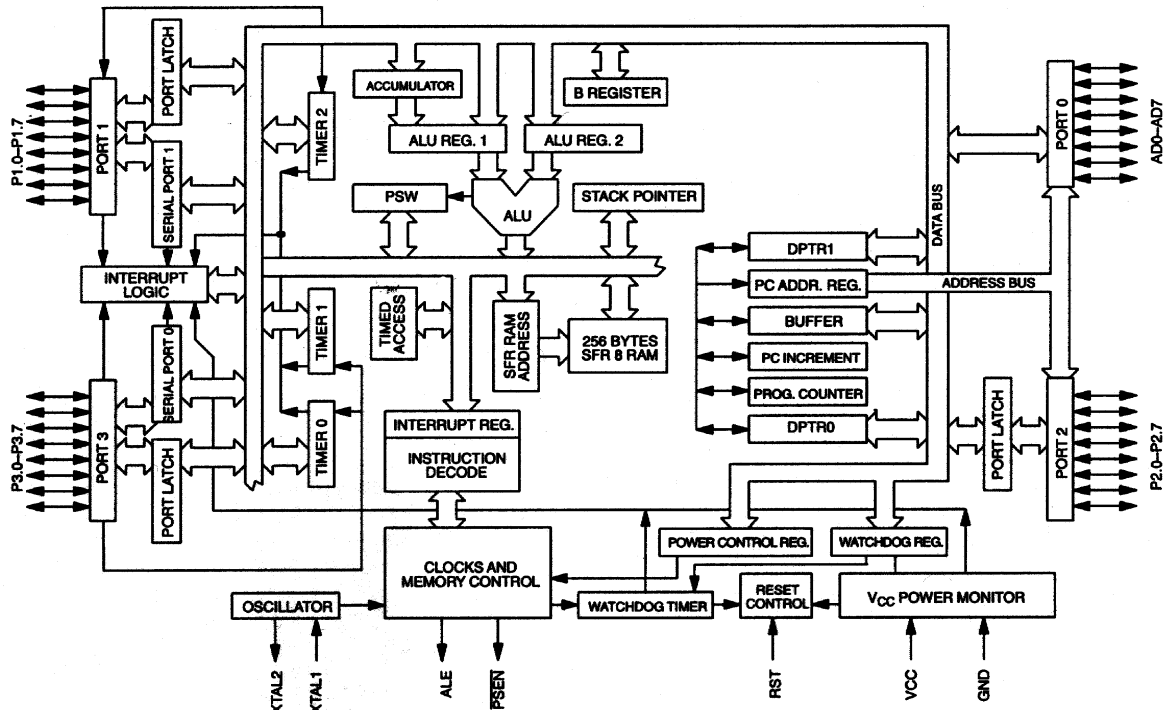 PORT LATCH
PORT 1
P1.0–P1.7
SERIAL PORT 1
TIMER 2
ACCUMULATOR
B REGISTER
ALU REG. 1
ALU REG. 2
PSW
ALU
STACK POINTER
DATA BUS
PORT 0
AD0–AD7
INTERRUPT
LOGIC
DPTR1
PC ADDR. REG.
ADDRESS BUS
BUFFER
PC INCREMENT
PROG. COUNTER
DPTR0
TIMER 1
TIMED
ACCESS
SFR RAM
ADDRESS
256 BYTES
SFR 8 RAM
SERIAL PORT 0
PORT 3
P3.0–P3.7
PORT LATCH
TIMER 0
INTERRUPT REG.
INSTRUCTION
DECODE
PORT LATCH
PORT 2
P2.0–P2.7
POWER CONTROL REG.
WATCHDOG REG.
CLOCKS AND
MEMORY CONTROL
OSCILLATOR
WATCHDOG TIMER
RESET
CONTROL
VCC POWER MONITOR
XTAL2
XTAL1
ALE
PSEN
RST
VCC
GND